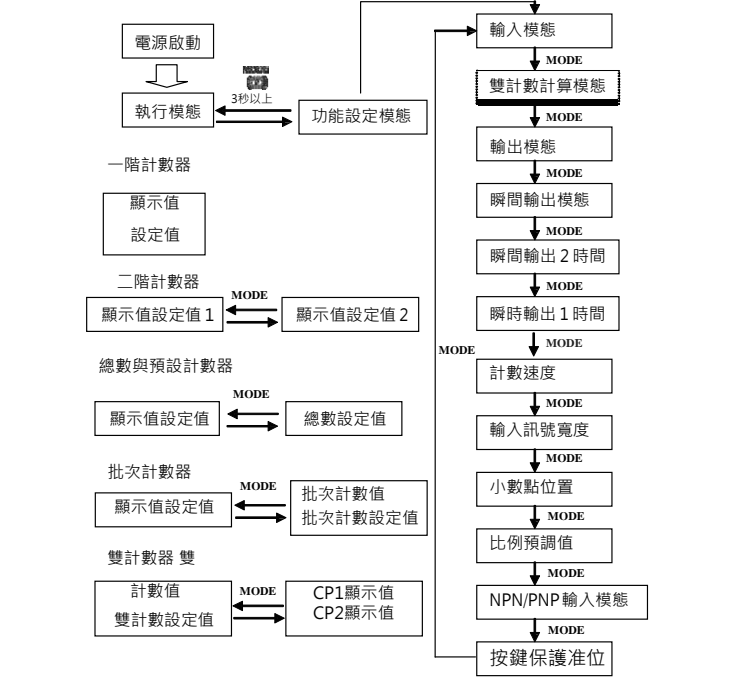 電源啟動
3秒以上
執行模態
功能設定模態
一階計數器
顯示值
設定值
二階計數器
MODE
顯示值設定值 1
顯示值設定值 2
總數與預設計數器
MODE
顯示值設定值
總數設定值
批次計數器
MODE
顯示值設定值
批次計數值
批次計數設定值
雙計數器 雙
計數值
雙計數設定值
MODE
CP1顯示值
CP2顯示值
輸入模態
MODE
雙計數計算模態
MODE
輸出模態
MODE
瞬間輸出模態
MODE
瞬間輸出 2 時間
MODE
瞬時輸出 1 時間
MODE
MODE
計數速度
MODE
輸入訊號寬度
MODE
小數點位置
MODE
比例預調值
MODE
NPN/PNP 輸入模態
MODE
按鍵保護准位